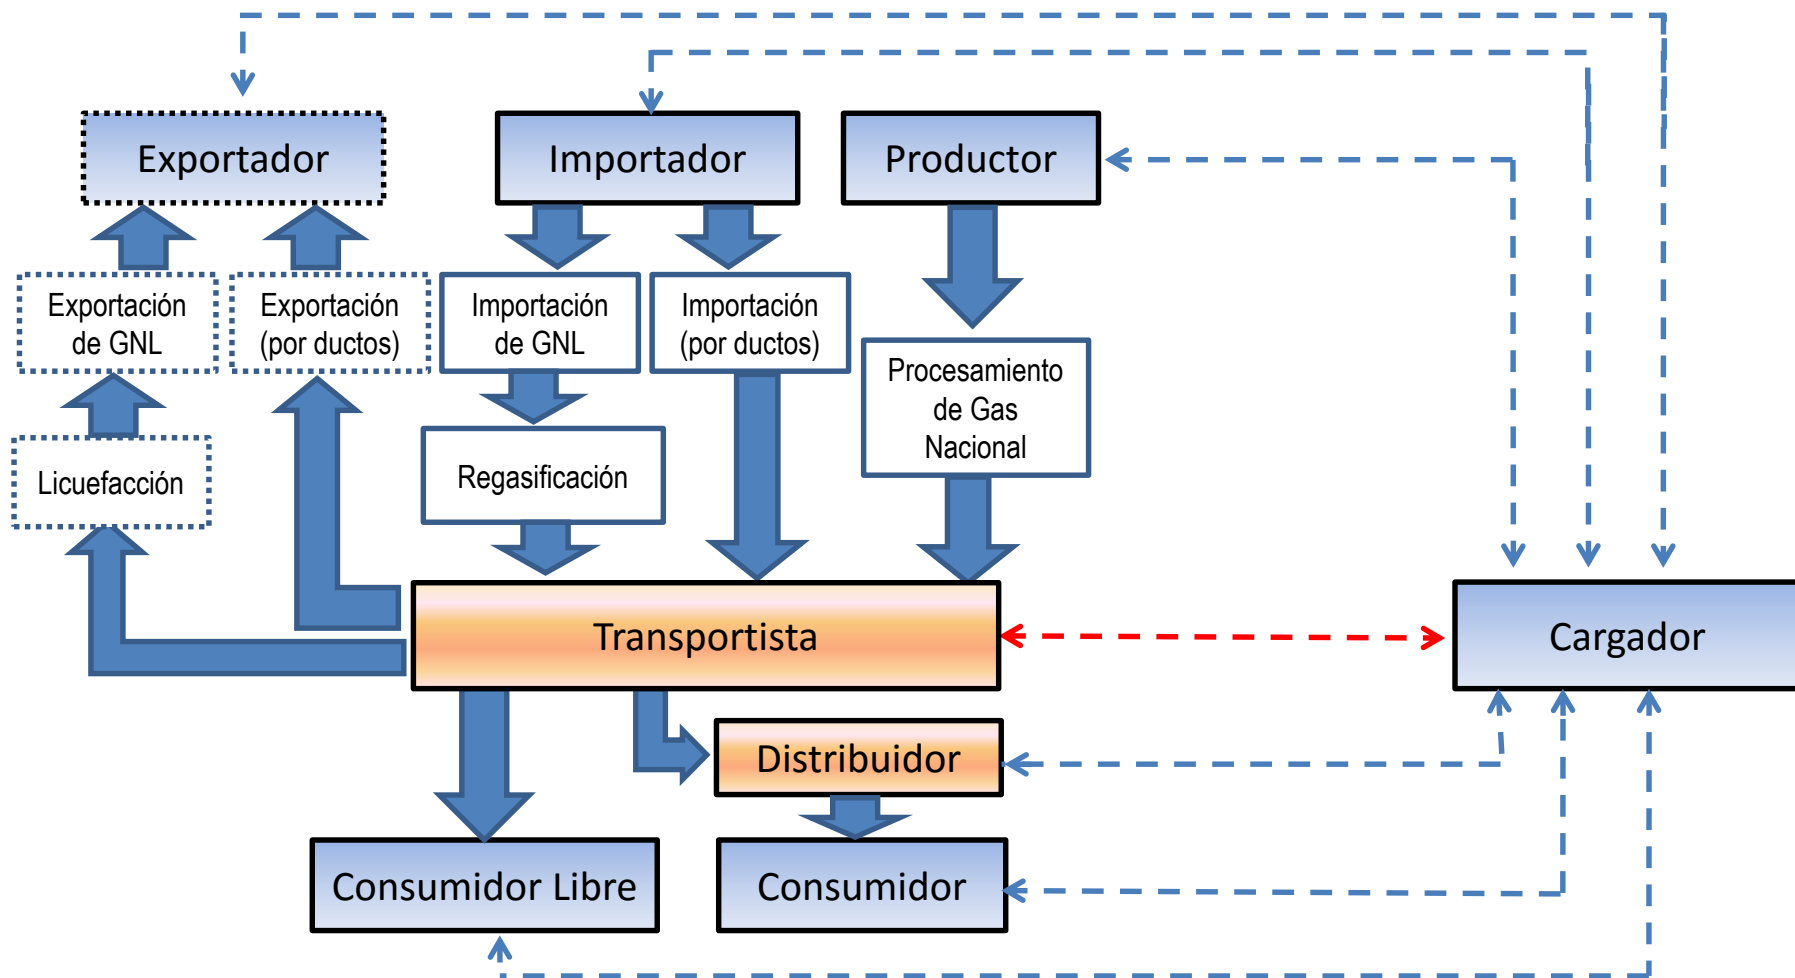 Exportador
Importador
Productor
Exportación
de GNL
Exportación
(por ductos)
Importación
de GNL
Importación
(por ductos)
Procesamiento
de Gas
Nacional
Licuefacción
Regasificación
Transportista
Cargador
Distribuidor
Consumidor Libre
Consumidor